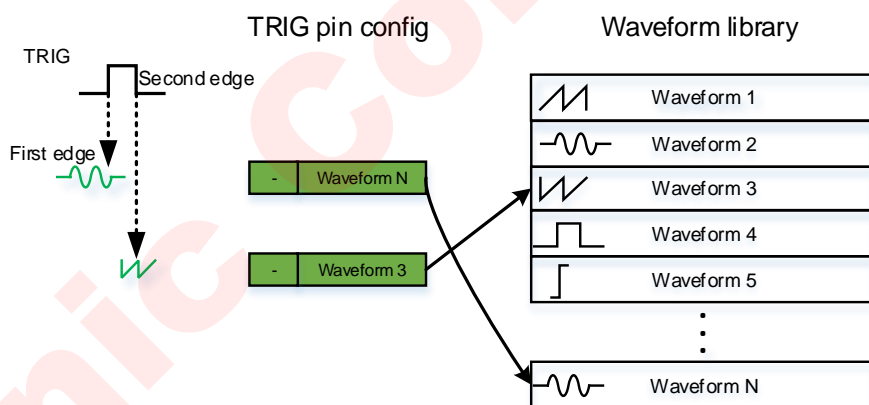 TRIG pin config
Waveform library
TRIG
Second edge
First edge
- Waveform N
- Waveform 3
Waveform 1
Waveform 2
Waveform 3
Waveform 4
Waveform 5
Waveform N